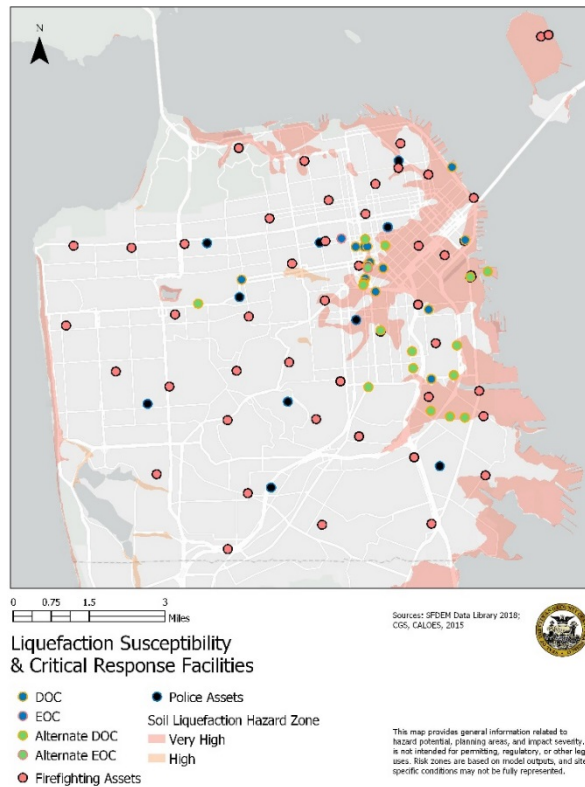 N
0 0.75 1.5 3
Miles
Sources: SFDEM Data Library 2018;
CGS, CALOES, 2015
Liquefaction Susceptibility
& Critical Response Facilities
DOC
EOC
Alternate DOC
Alternate EOC
Firefighting Assets
Police Assets
Soil Liquefaction Hazard Zone
Very High
High
This map provides general information related to
hazard potential, planning areas, and impact severity.
is not intended for permitting, regulatory, or other leg
uses. Risk zones are based on model outputs, and site
specific conditions may not be fully represented.